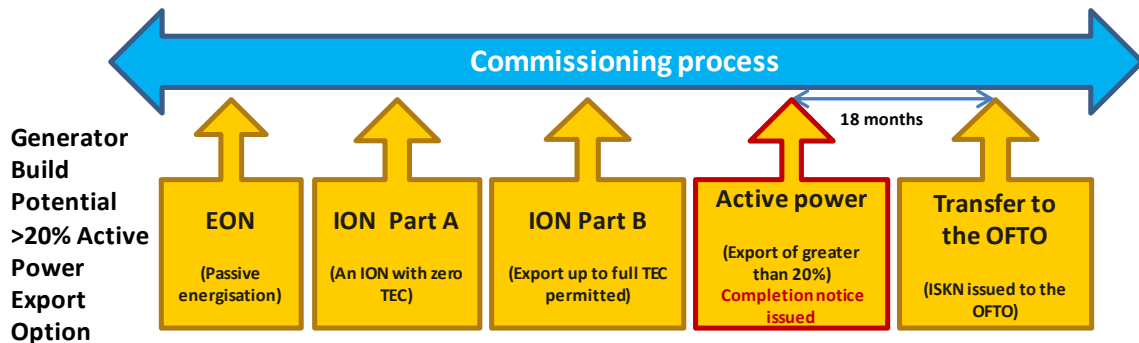 Commissioning process
18 months
Generator
Build
Potential
>20% Active
Power
Export
Option
EON
(Passive
energisation)
ION Part A
(An ION with zero
TEC)
ION Part B
(Export up to full TEC
permitted)
Active power
(Export of greater
than 20%)
Completion notice
issued
Transfer to
the OFTO
(ISKN issued to the
OFTO)